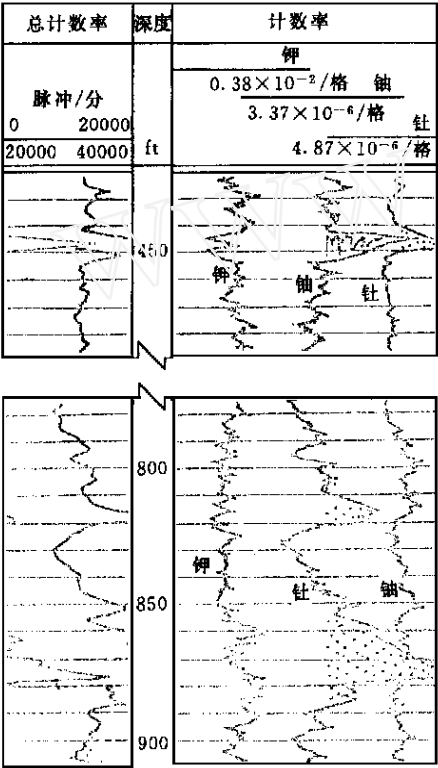 总计数率 深度 计数率
钾
0.38×10⁻²/格 铀
脉冲/分
3.37×10⁻⁶/格
0 20000 钍
20000 40000 ft 4.87×10⁻⁶/格
450
钾 铀 钍
800
钾 钍 铀
850
900